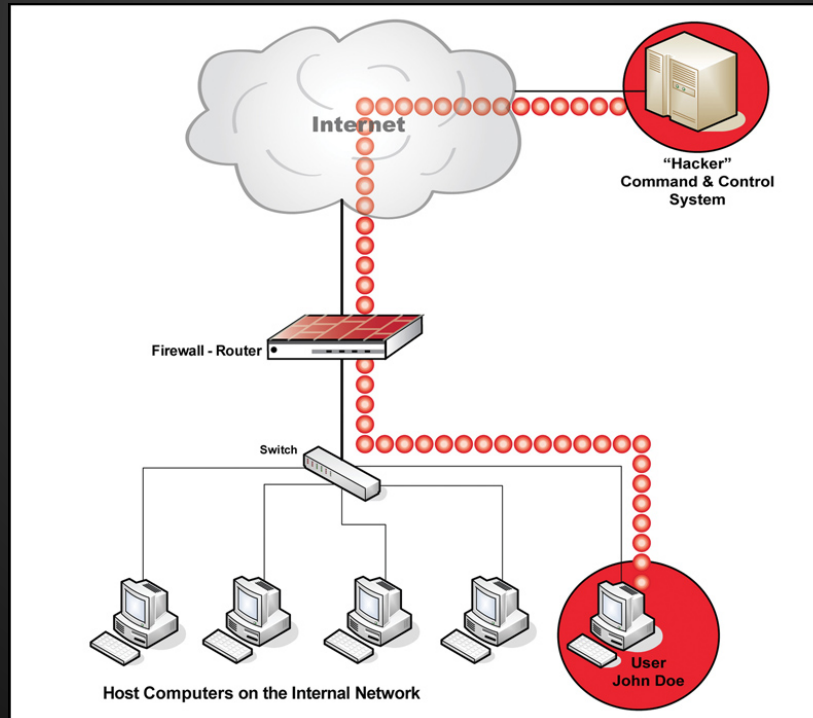 Internet
“Hacker”
Command & Control
System
Firewall - Router
Switch
User
John Doe
Host Computers on the Internal Network